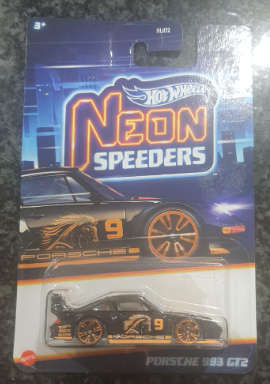 3+
HOT WHEELS
NEON
SPEEDERS
9
PORSCHE
9
PORSCHE 993 GT2